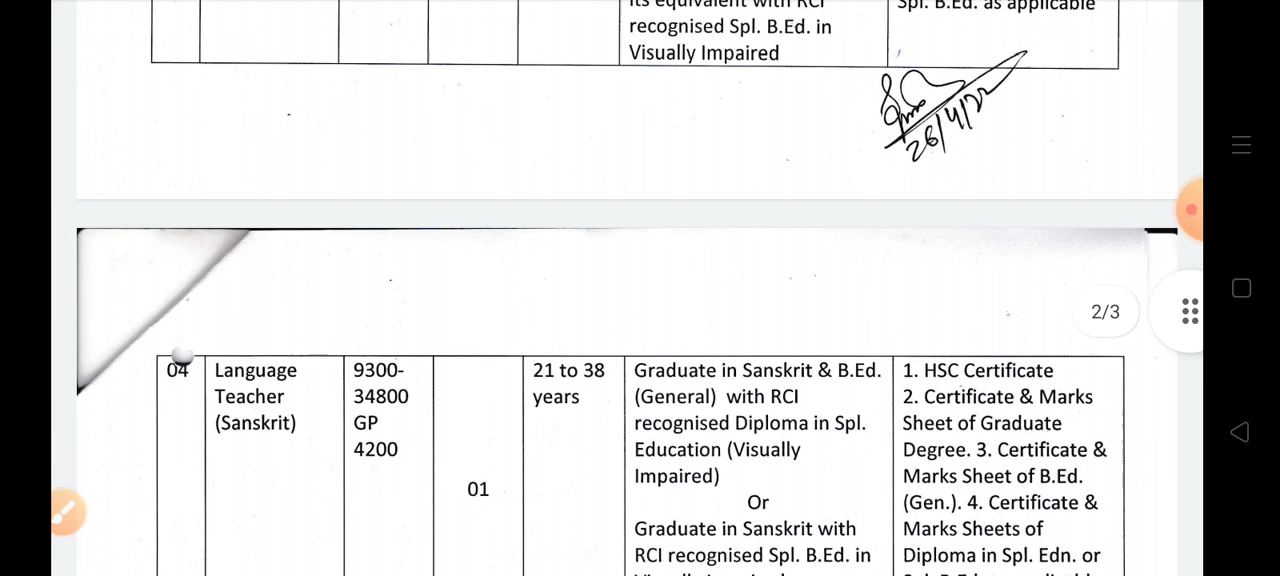 recognised Spl. B.Ed. in
Visually Impaired
Spl. B.Ed. as applicable
26/4/22
2/3
04
Language
Teacher
(Sanskrit)
9300-
34800
GP
4200
01
21 to 38
years
Graduate in Sanskrit & B.Ed.
(General) with RCI
recognised Diploma in Spl.
Education (Visually
Impaired)
Or
Graduate in Sanskrit with
RCI recognised Spl. B.Ed. in
1. HSC Certificate
2. Certificate & Marks
Sheet of Graduate
Degree. 3. Certificate &
Marks Sheet of B.Ed.
(Gen.). 4. Certificate &
Marks Sheets of
Diploma in Spl. Edn. or